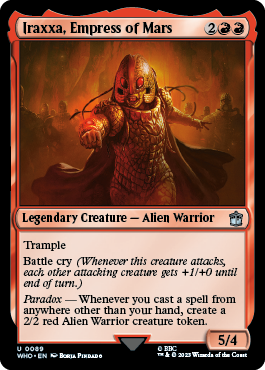 Iraxxa, Empress of Mars 2
Legendary Creature — Alien Warrior
Trample
Battle cry (Whenever this creature attacks,
each other attacking creature gets +1/+0 until
end of turn.)
Paradox — Whenever you cast a spell from
anywhere other than your hand, create a
2/2 red Alien Warrior creature token.
5/4
U 0089
WHO • EN Borja Pindado
© BBC
™ & © 2023 Wizards of the Coast